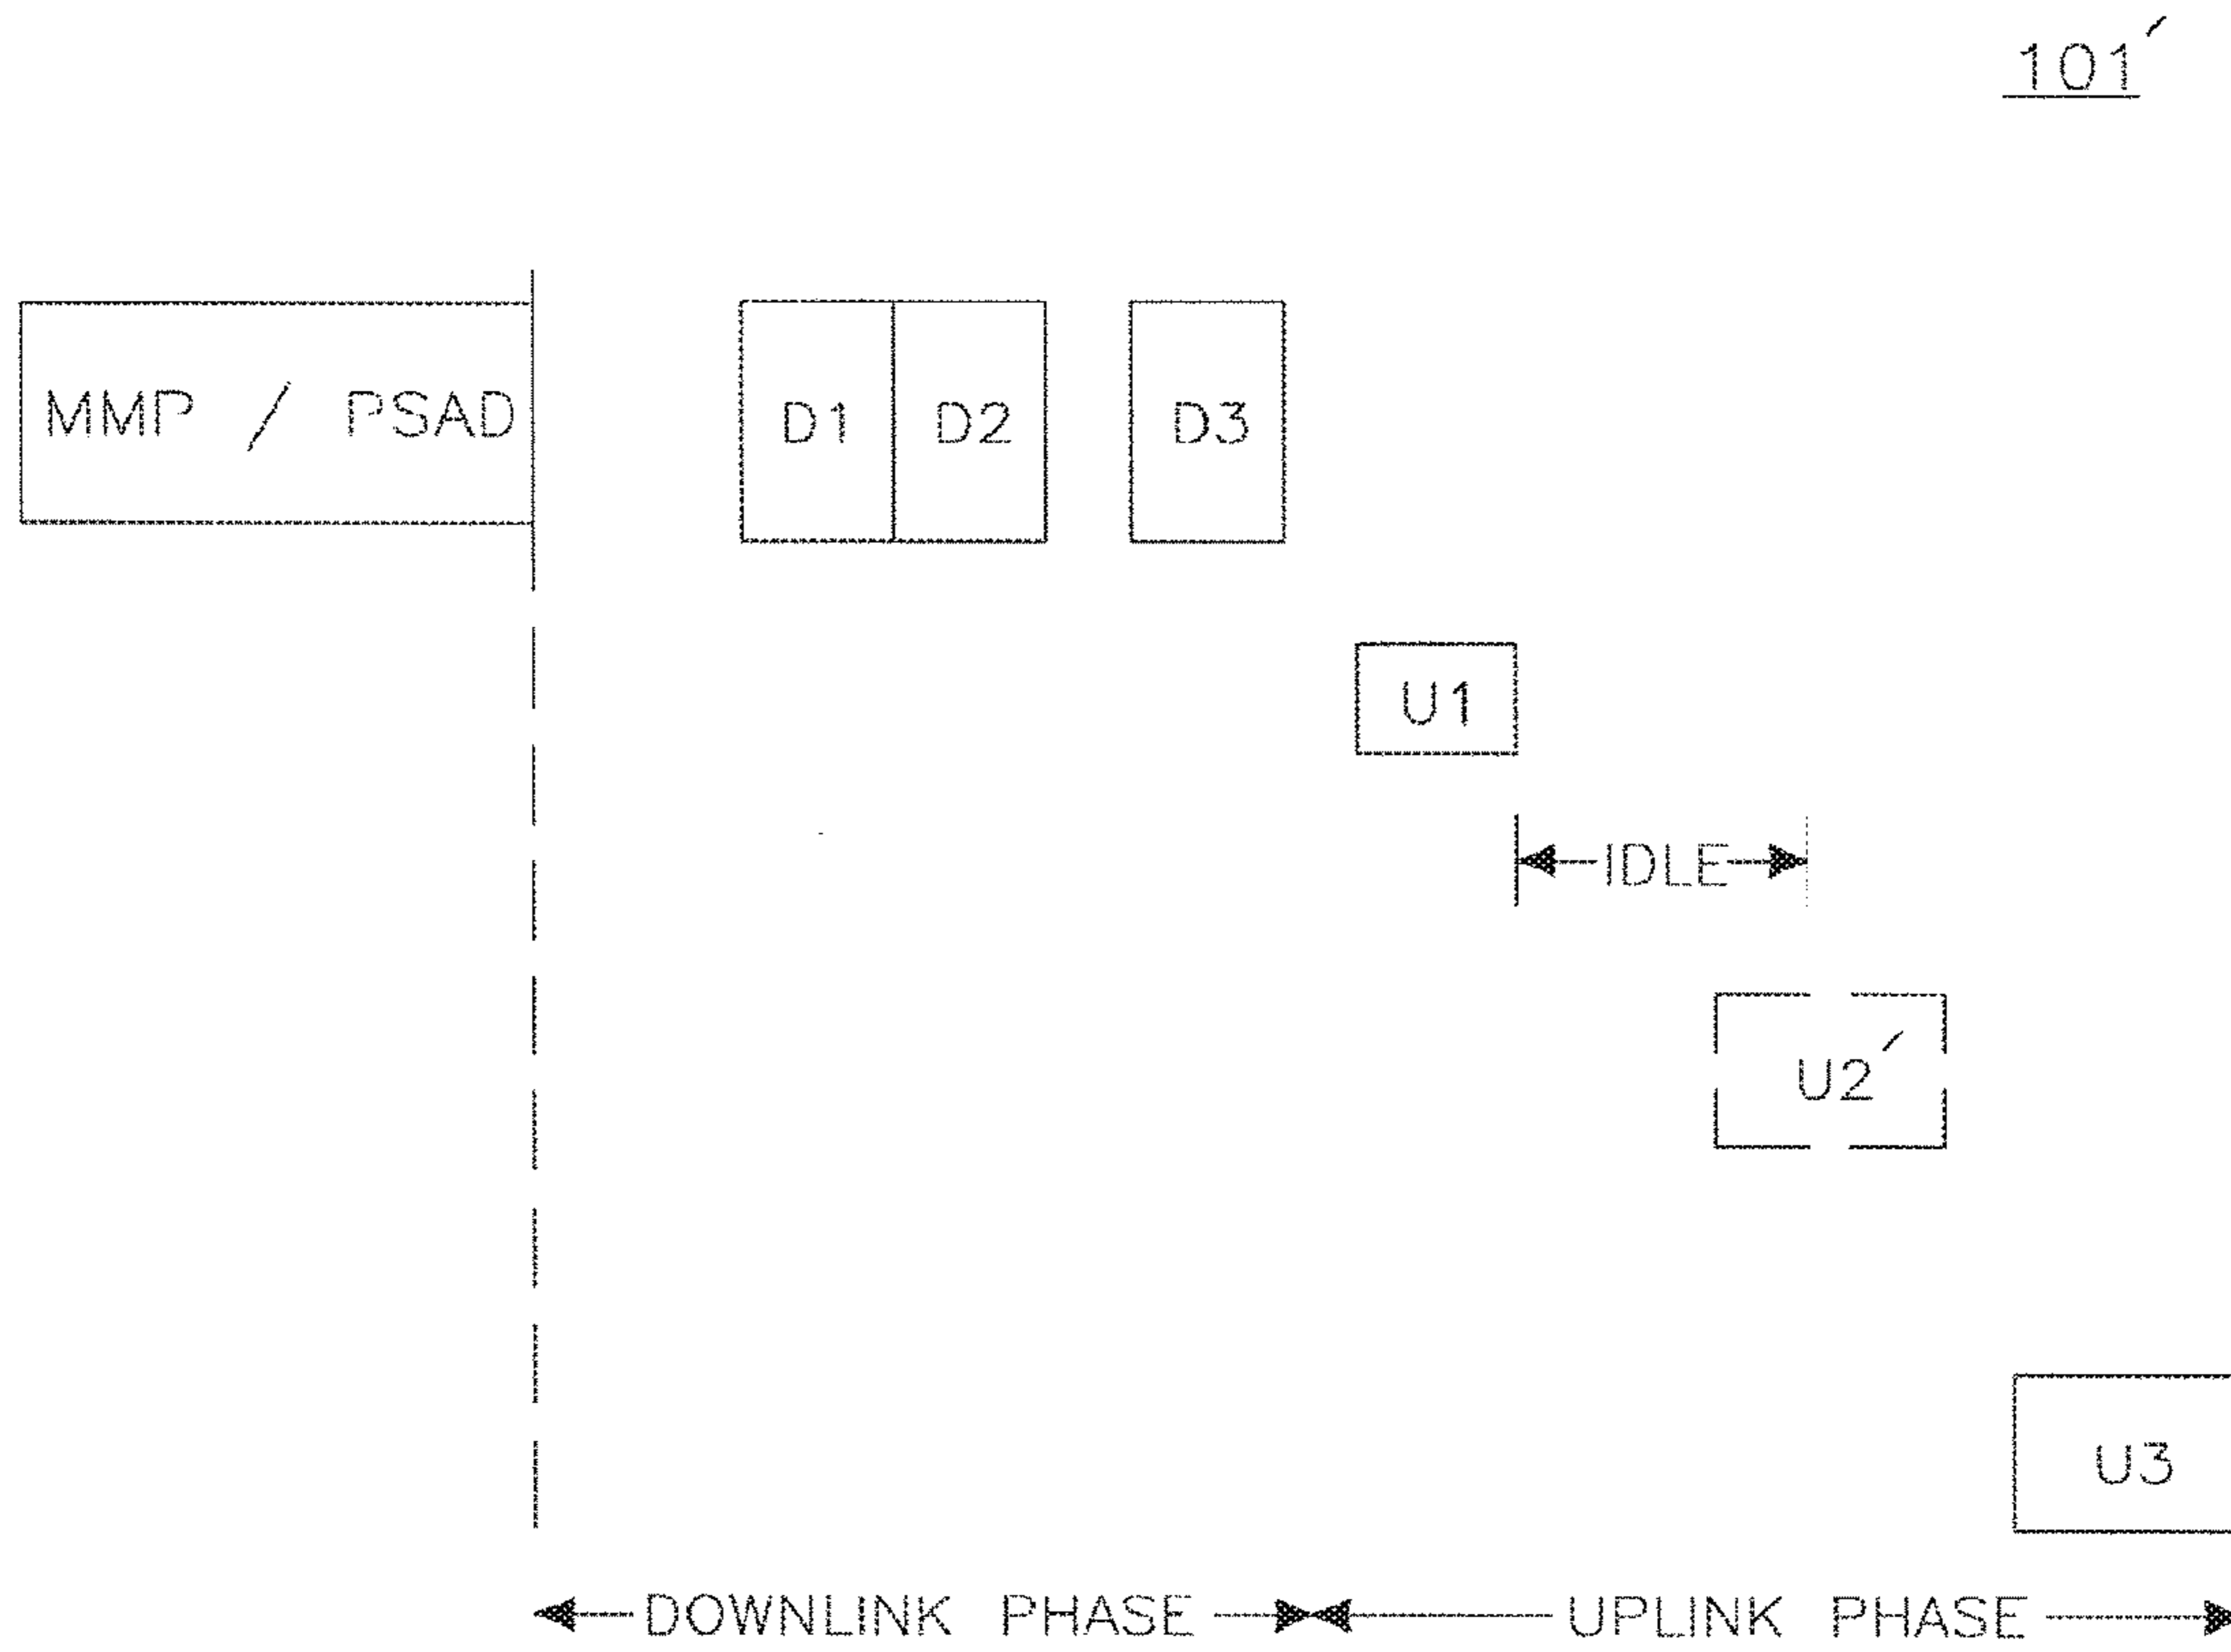 101′
MMP / PSAD D1 D2 D3
U1
IDLE
U2′
U3
DOWNLINK PHASE UPLINK PHASE